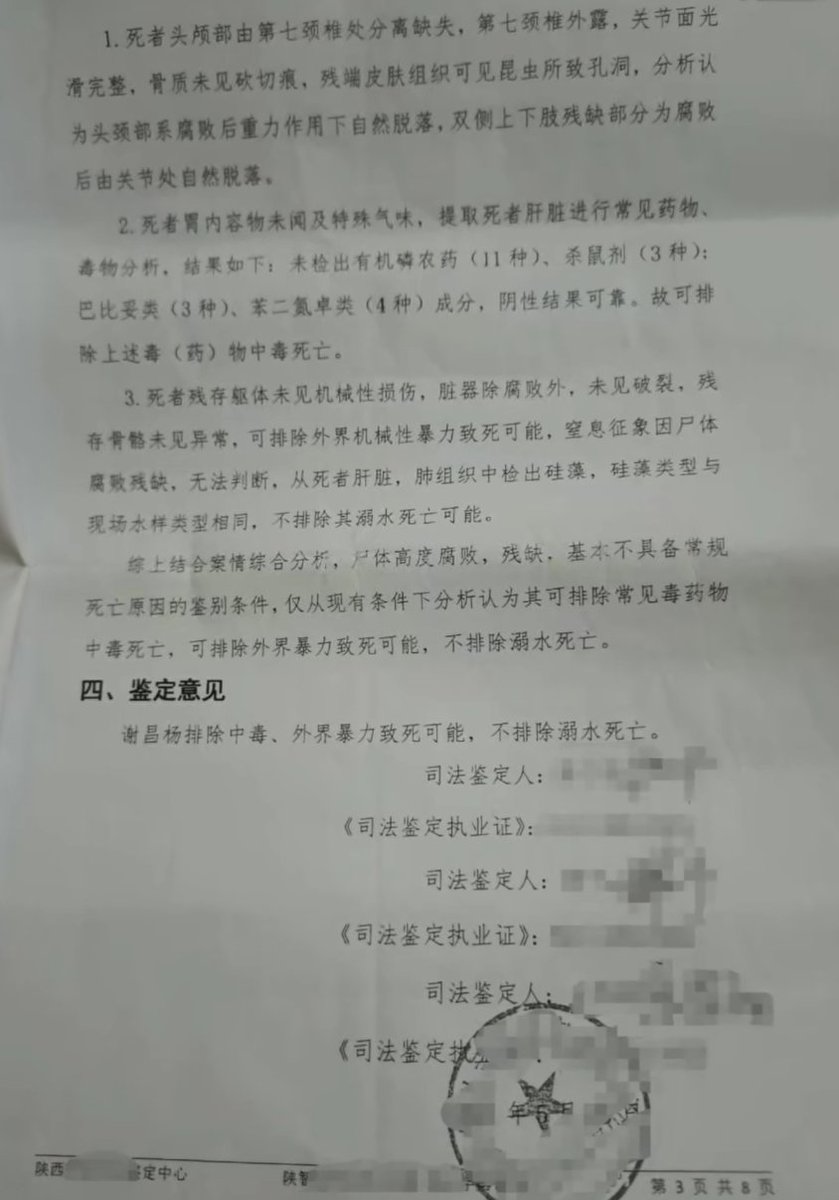 1.死者头颅部由第七颈椎处分离缺失，第七颈椎外露，关节面光
滑完整，骨质未见砍切痕，残端皮肤组织可见昆虫所致孔洞，分析认
为头颈部系腐败后重力作用下自然脱落，双侧上下肢残缺部分为腐败
后由关节处自然脱落。
2.死者胃内容物未闻及特殊气味，提取死者肝脏进行常见药物、
毒物分析，结果如下：未检出有机磷农药（11种）、杀鼠剂（3种）；
巴比妥类（3种）、苯二氮卓类（4种）成分，阴性结果可靠。故可排
除上述毒（药）物中毒死亡。
3.死者残存躯体未见机械性损伤，脏器除腐败外，未见破裂，残
存骨骼未见异常，可排除外界机械性暴力致死可能，窒息征象因尸体
腐败残缺，无法判断，从死者肝脏，肺组织中检出硅藻，硅藻类型与
现场水样类型相同，不排除其溺水死亡可能。
综上结合案情综合分析，尸体高度腐败，残缺，基本不具备常规
死亡原因的鉴别条件，仅从现有条件下分析认为其可排除常见毒药物
中毒死亡，可排除外界暴力致死可能，不排除溺水死亡。
四、鉴定意见
谢昌杨排除中毒、外界暴力致死可能，不排除溺水死亡。
司法鉴定人：
《司法鉴定执业证》：
司法鉴定人：
《司法鉴定执业证》：
司法鉴定人：
《司法鉴定执
年
陕西 鉴定中心 陕智 第 3 页 共 8 页